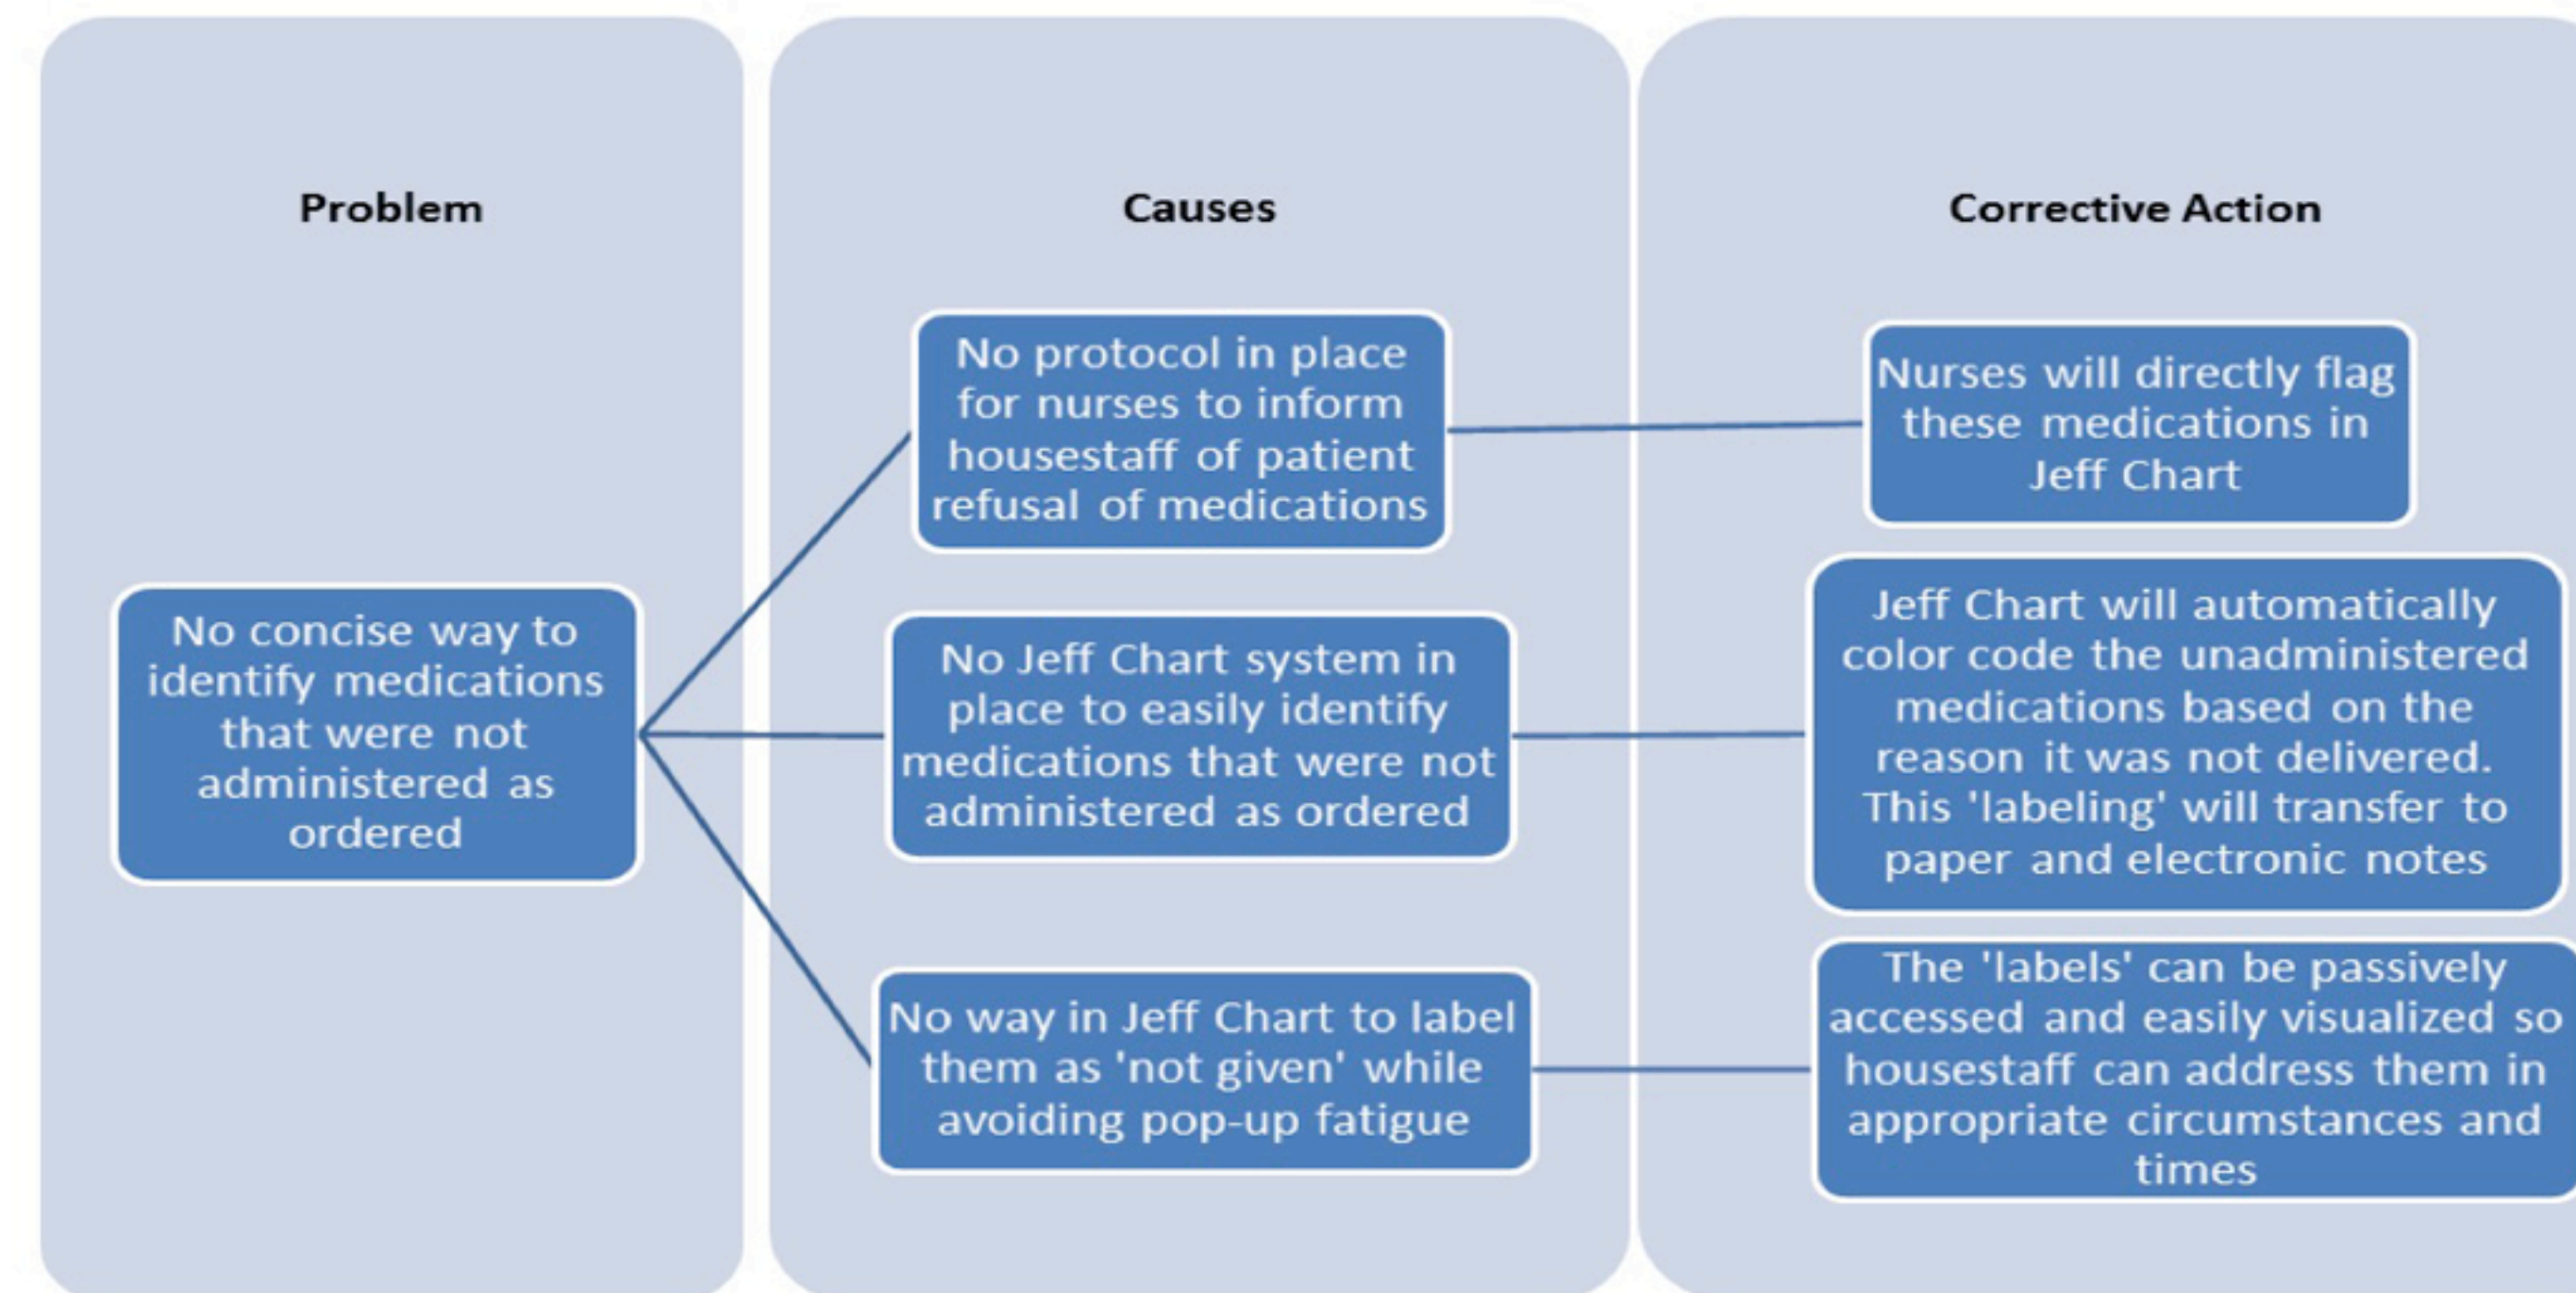 Problem
No concise way to
identify medications
that were not
administered as
ordered
Causes
No protocol in place
for nurses to inform
housestaff of patient
refusal of medications
No Jeff Chart system in
place to easily identify
medications that were not
administered as ordered
No way in Jeff Chart to label
them as 'not given' while
avoiding pop-up fatigue
Corrective Action
Nurses will directly flag
these medications in
Jeff Chart
Jeff Chart will automatically
color code the unadministered
medications based on the
reason it was not delivered.
This 'labeling' will transfer to
paper and electronic notes
The 'labels' can be passively
accessed and easily visualized so
housestaff can address them in
appropriate circumstances and
times